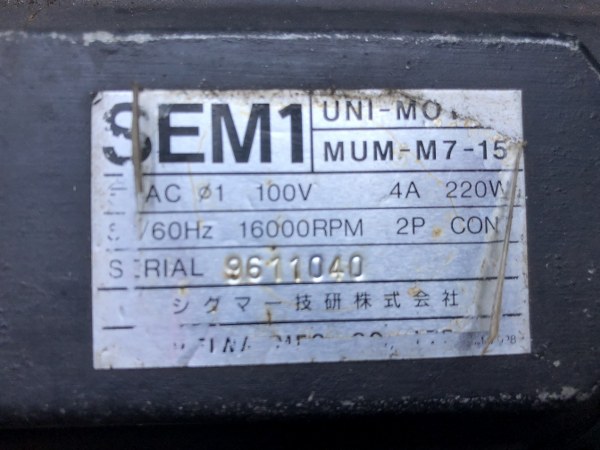 SEM1
UNI-MO
MUM-M7-15
AC ø1 100V 4A 220W
/60Hz 16000RPM 2P CON
SERIAL 9611040
シグマー技研株式会社